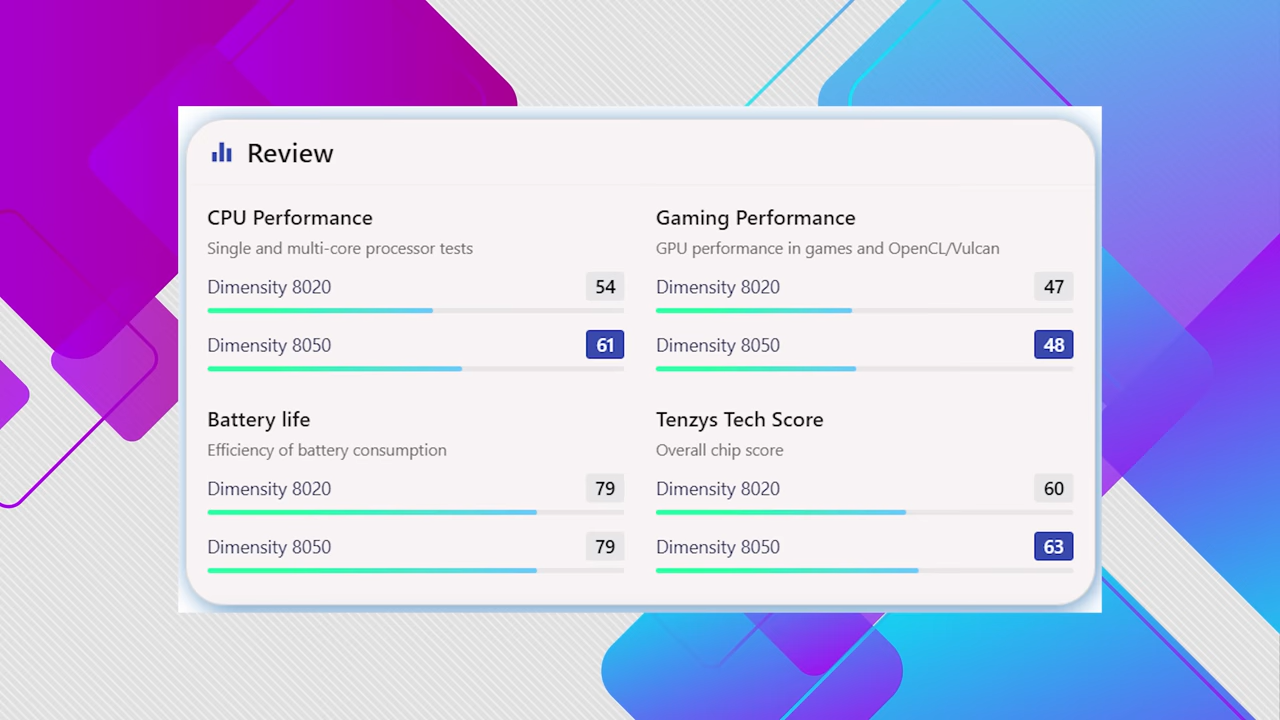 Review
CPU Performance
Single and multi-core processor tests
Dimensity 8020 54
Dimensity 8050 61
Gaming Performance
GPU performance in games and OpenCL/Vulcan
Dimensity 8020 47
Dimensity 8050 48
Battery life
Efficiency of battery consumption
Dimensity 8020 79
Dimensity 8050 79
Tenzys Tech Score
Overall chip score
Dimensity 8020 60
Dimensity 8050 63